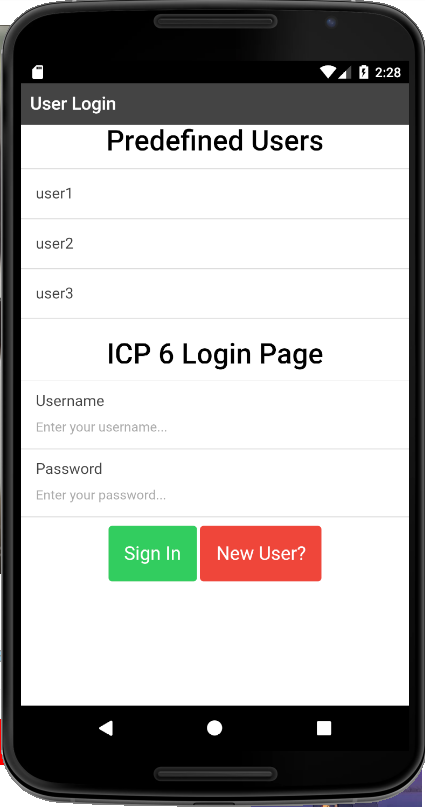 2:28
User Login
Predefined Users
user1
user2
user3
ICP 6 Login Page
Username
Enter your username...
Password
Enter your password...
Sign In New User?